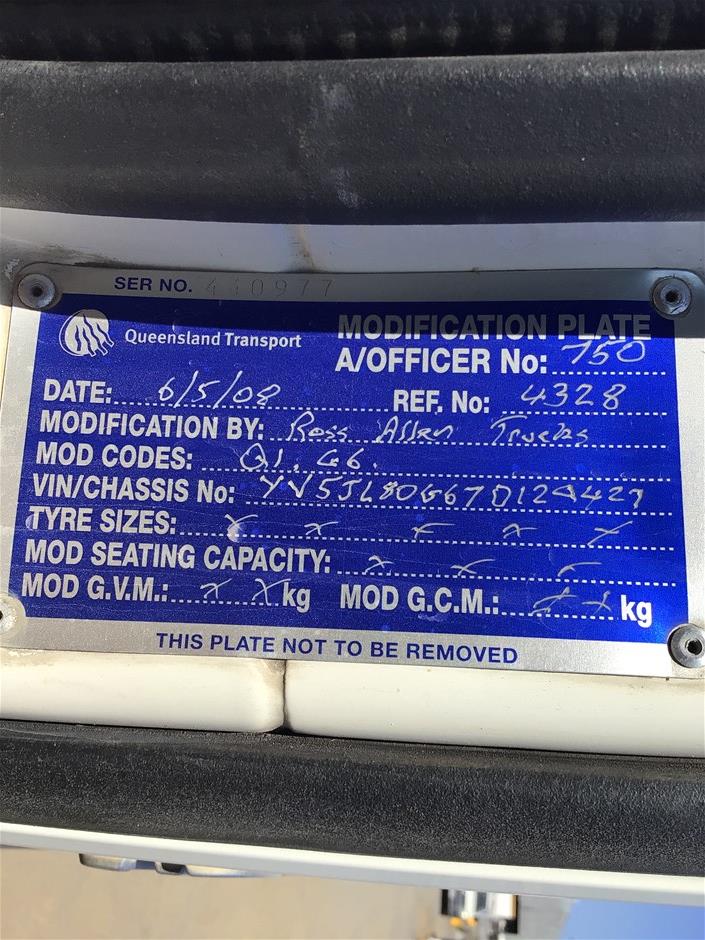 SER NO. 410977
Queensland Transport
MODIFICATION PLATE
A/OFFICER No: 750
DATE: 6/5/08 REF. No: 4328
MODIFICATION BY: Ross Allen Trucks
MOD CODES: Q1. G6.
VIN/CHASSIS No:
TYRE SIZES: x x x x x
MOD SEATING CAPACITY: x x x
MOD G.V.M.: x x kg MOD G.C.M.: x x kg
THIS PLATE NOT TO BE REMOVED